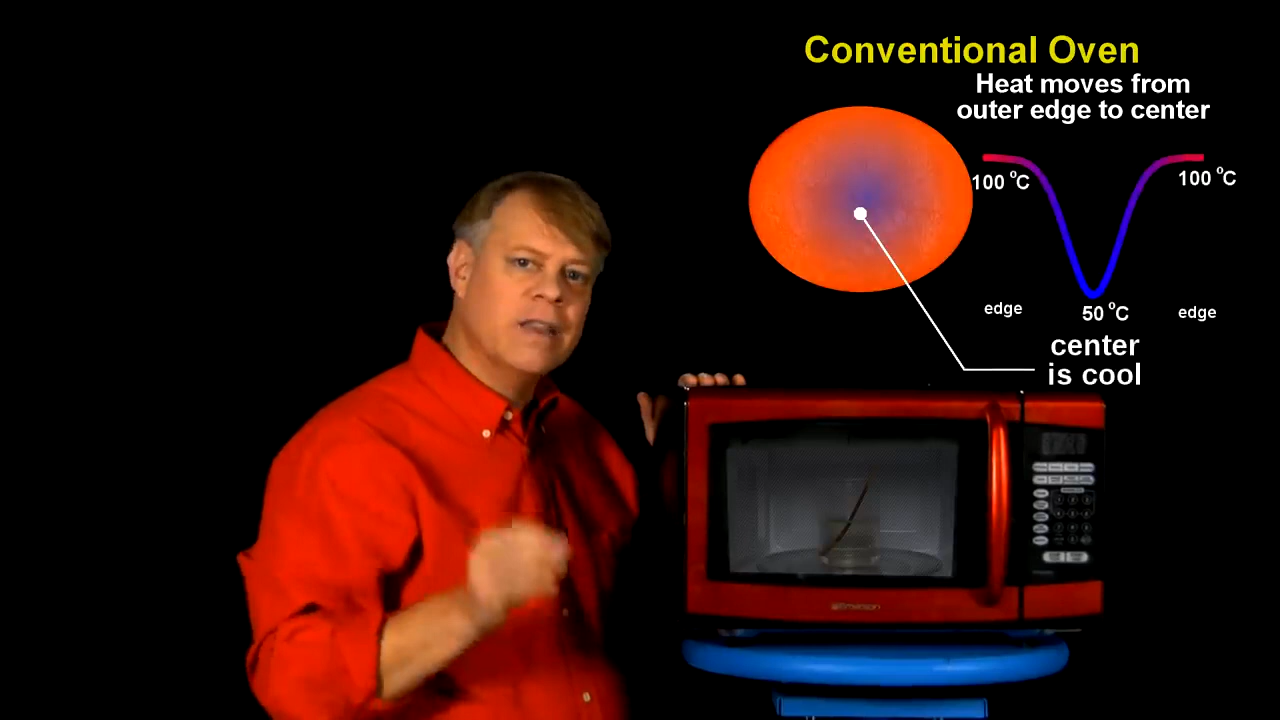 Conventional Oven
Heat moves from
outer edge to center
100 °C
100 °C
edge
50 °C
edge
center
is cool